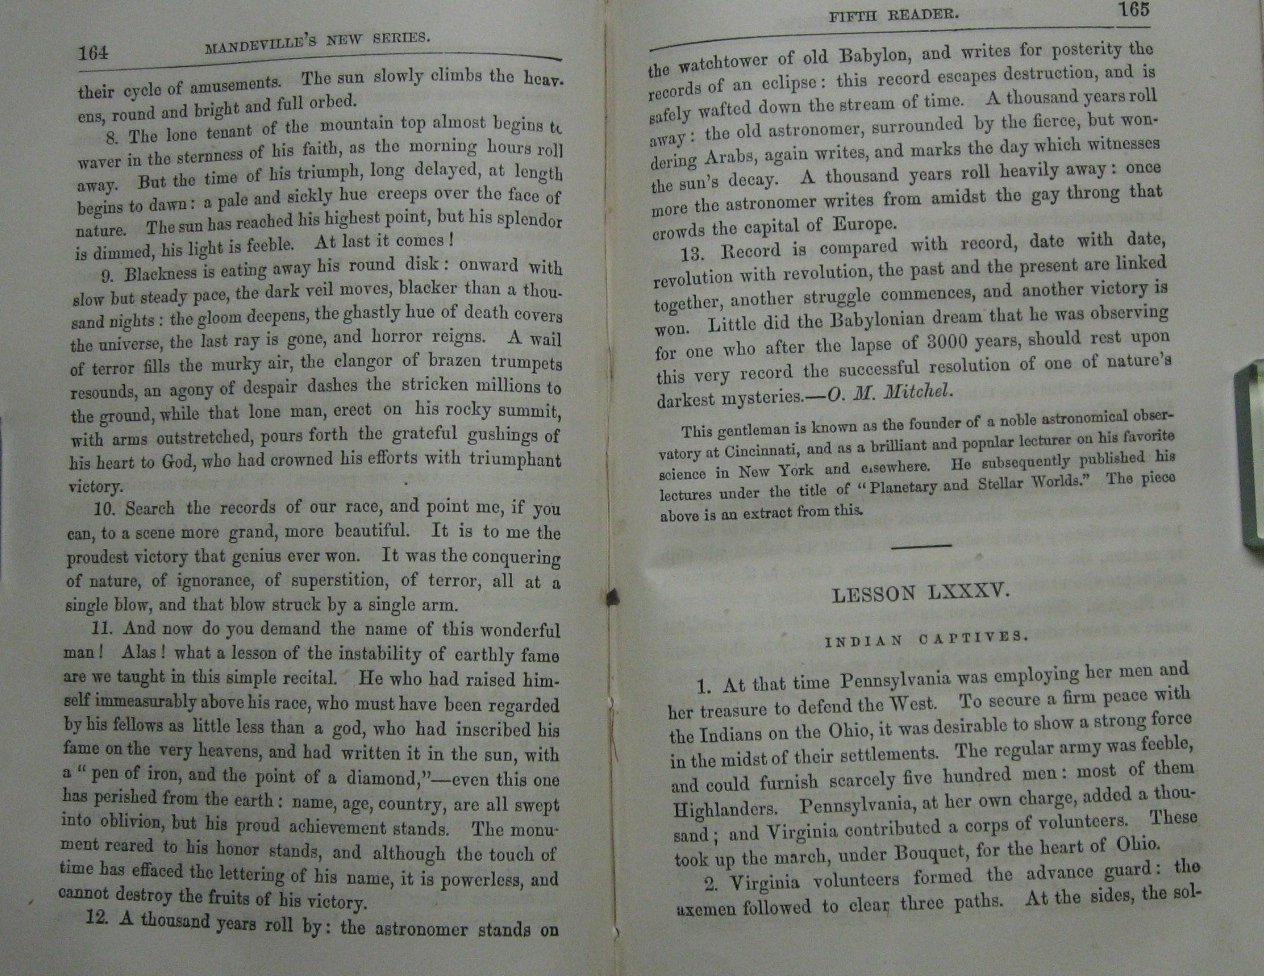 164
MANDEVILLE'S NEW SERIES.
their cycle of amusements. The sun slowly climbs the heav-
ens, round and bright and full orbed.
8. The lone tenant of the mountain top almost begins to
waver in the sternness of his faith, as the morning hours roll
away. But the time of his triumph, long delayed, at length
begins to dawn: a pale and sickly hue creeps over the face of
nature. The sun has reached his highest point, but his splendor
is dimmed, his light is feeble. At last it comes!
9. Blackness is eating away his round disk: onward with
slow but steady pace, the dark veil moves, blacker than a thou-
sand nights: the gloom deepens, the ghastly hue of death covers
the universe, the last ray is gone, and horror reigns. A wail
of terror fills the murky air, the clangor of brazen trumpets
resounds, an agony of despair dashes the stricken millions to
the ground, while that lone man, erect on his rocky summit,
with arms outstretched, pours forth the grateful gushings of
his heart to God, who had crowned his efforts with triumphant
victory.
10. Search the records of our race, and point me, if you
can, to a scene more grand, more beautiful. It is to me the
proudest victory that genius ever won. It was the conquering
of nature, of ignorance, of superstition, of terror, all at a
single blow, and that blow struck by a single arm.
11. And now do you demand the name of this wonderful
man! Alas! what a lesson of the instability of earthly fame
are we taught in this simple recital. He who had raised him-
self immeasurably above his race, who must have been regarded
by his fellows as little less than a god, who had inscribed his
fame on the very heavens, and had written it in the sun, with
a "pen of iron, and the point of a diamond,"—even this one
has perished from the earth: name, age, country, are all swept
into oblivion, but his proud achievement stands. The monu-
ment reared to his honor stands, and although the touch of
time has effaced the lettering of his name, it is powerless, and
cannot destroy the fruits of his victory.
12. A thousand years roll by: the astronomer stands on
FIFTH READER.
165
the watchtower of old Babylon, and writes for posterity the
records of an eclipse: this record escapes destruction, and is
safely wafted down the stream of time. A thousand years roll
away: the old astronomer, surrounded by the fierce, but won-
dering Arabs, again writes, and marks the day which witnesses
the sun's decay. A thousand years roll heavily away: once
more the astronomer writes from amidst the gay throng that
crowds the capital of Europe.
13. Record is compared with record, date with date,
revolution with revolution, the past and the present are linked
together, another struggle commences, and another victory is
won. Little did the Babylonian dream that he was observing
for one who after the lapse of 3000 years, should rest upon
this very record the successful resolution of one of nature's
darkest mysteries.—O. M. Mitchel.
This gentleman is known as the founder of a noble astronomical obser-
vatory at Cincinnati, and as a brilliant and popular lecturer on his favorite
science in New York and elsewhere. He subsequently published his
lectures under the title of "Planetary and Stellar Worlds." The piece
above is an extract from this.
LESSON LXXXV.
INDIAN CAPTIVES.
1. At that time Pennsylvania was employing her men and
her treasure to defend the West. To secure a firm peace with
the Indians on the Ohio, it was desirable to show a strong force
in the midst of their settlements. The regular army was feeble,
and could furnish scarcely five hundred men: most of them
Highlanders. Pennsylvania, at her own charge, added a thou-
sand; and Virginia contributed a corps of volunteers. These
took up the march, under Bouquet, for the heart of Ohio.
2. Virginia volunteers formed the advance guard: the
axemen followed to clear three paths. At the sides, the sol-